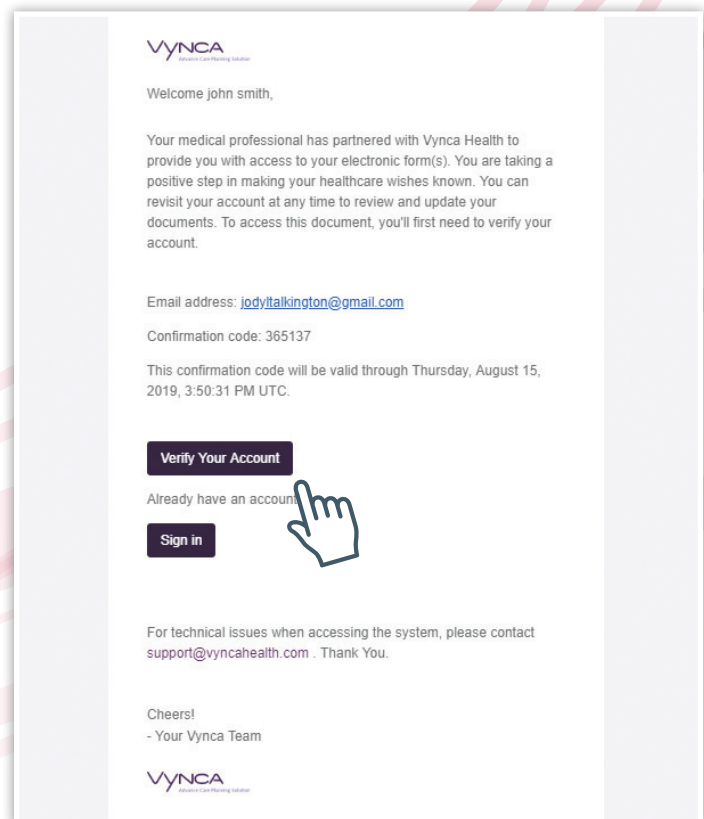 VYNCA
Advance Care Planning Solution
Welcome john smith,
Your medical professional has partnered with Vynca Health to
provide you with access to your electronic form(s). You are taking a
positive step in making your healthcare wishes known. You can
revisit your account at any time to review and update your
documents. To access this document, you'll first need to verify your
account.
Email address: jodyltalkington@gmail.com
Confirmation code: 365137
This confirmation code will be valid through Thursday, August 15,
2019, 3:50:31 PM UTC.
Verify Your Account
Already have an account
Sign in
For technical issues when accessing the system, please contact
support@vyncahealth.com . Thank You.
Cheers!
- Your Vynca Team
VYNCA
Advance Care Planning Solution